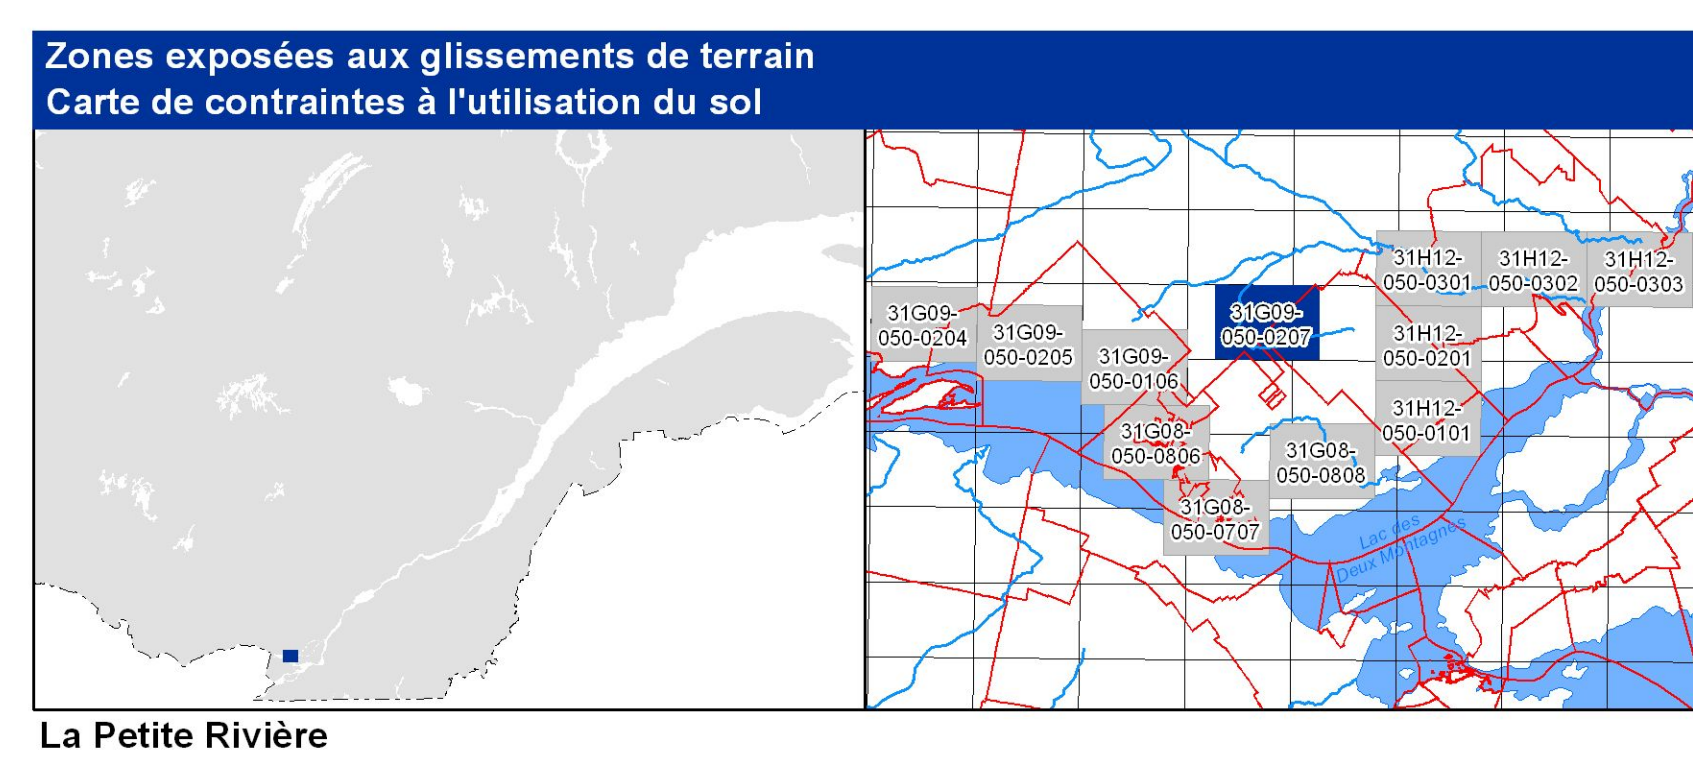 Zones exposées aux glissements de terrain
Carte de contraintes à l'utilisation du sol
31H12-
050-0301
31H12-
050-0302
31H12-
050-0303
31G09-
050-0204
31G09-
050-0205
31G09-
050-0106
31G09-
050-0207
31H12-
050-0201
31H12-
050-0101
31G08-
050-0806
31G08-
050-0808
31G08-
050-0707
Lac des
Deux Montagnes
La Petite Rivière